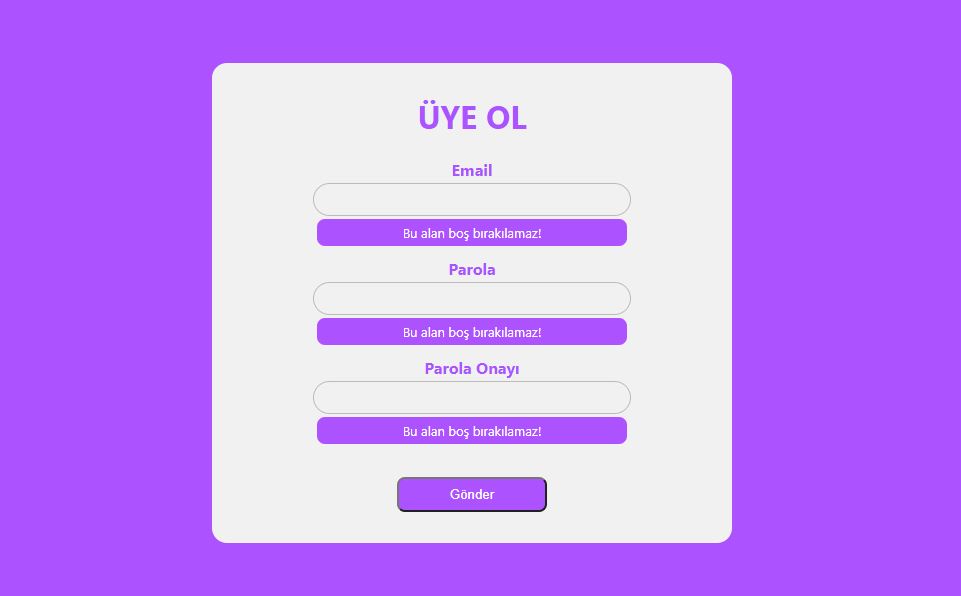 ÜYE OL
Email
Bu alan boş bırakılamaz!
Parola
Bu alan boş bırakılamaz!
Parola Onayı
Bu alan boş bırakılamaz!
Gönder